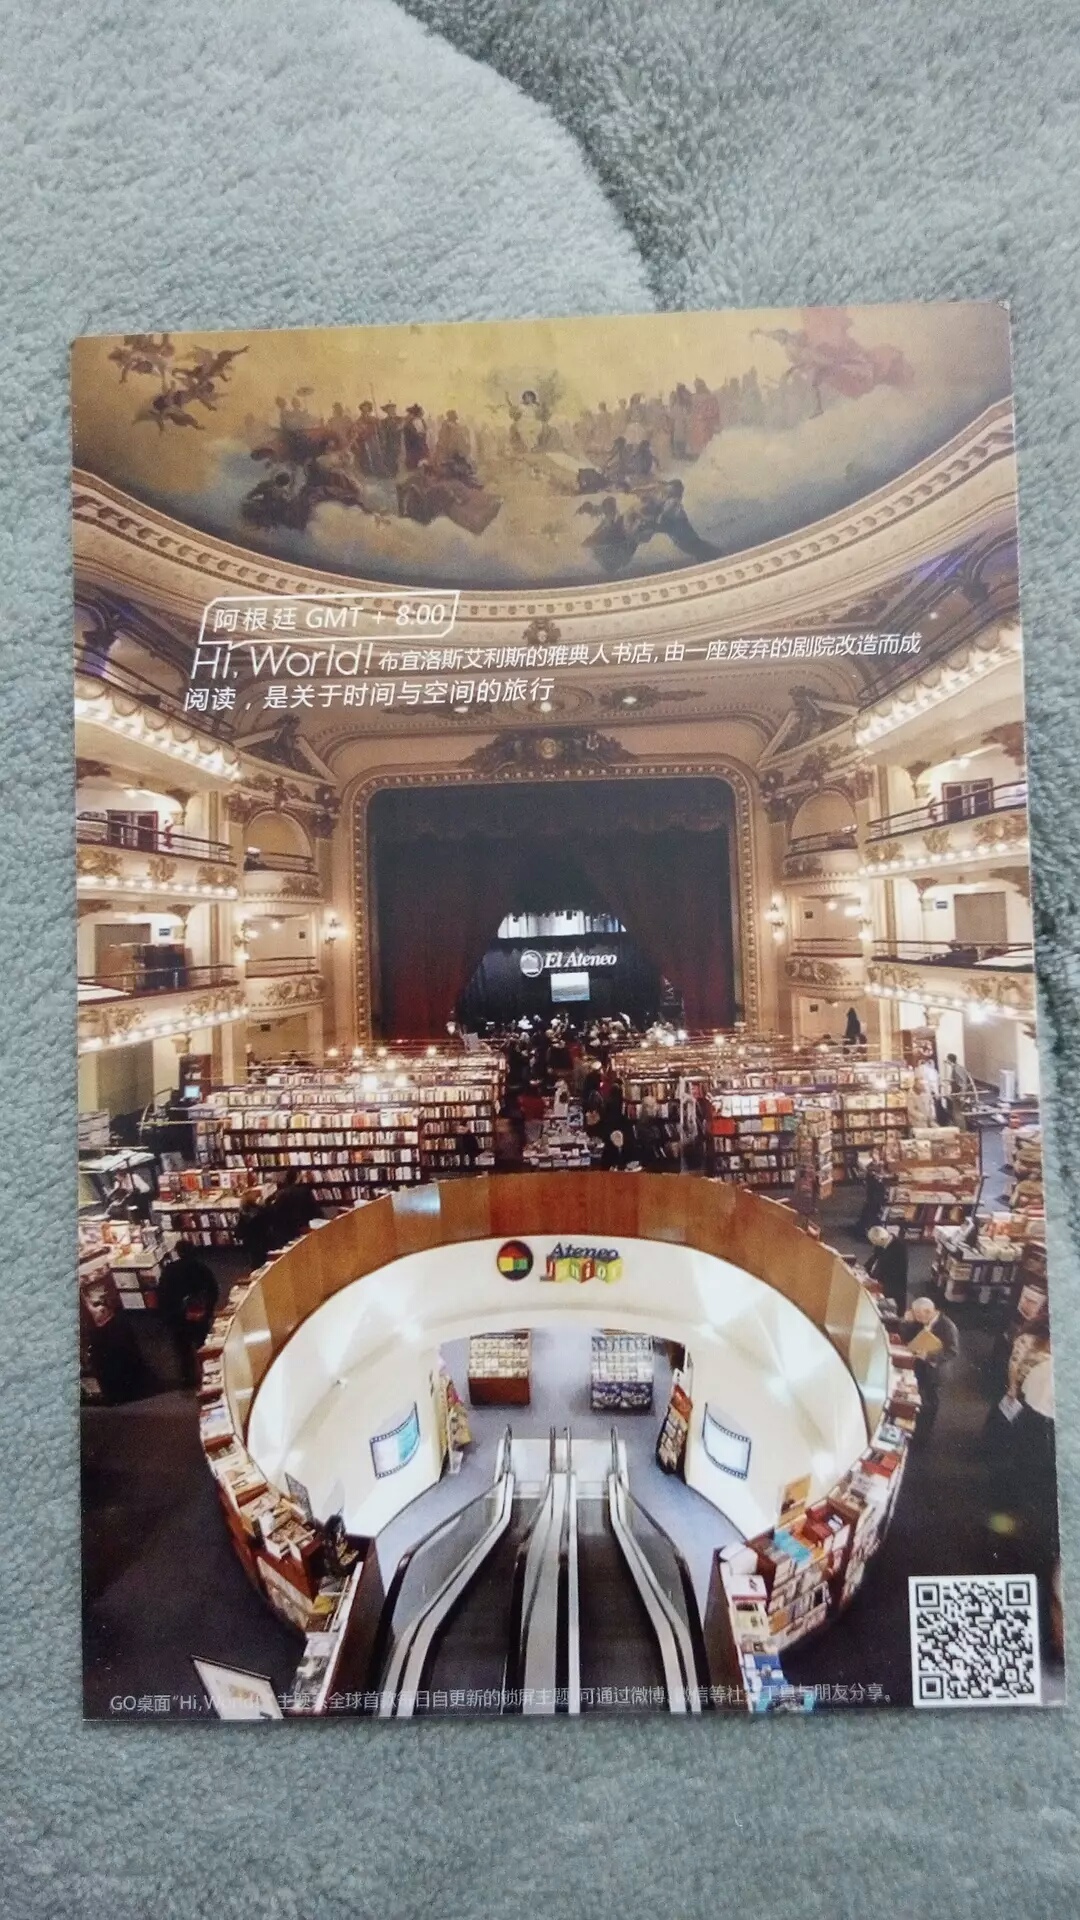 阿根廷 GMT + 8:00
Hi, World! 布宜洛斯艾利斯的雅典人书店, 由一座废弃的剧院改造而成
阅读，是关于时间与空间的旅行
El Ateneo
Ateneo
Junior
GO桌面“Hi, World!”主题系全球首款每日自更新的锁屏主题,可通过微博、微信等社交工具与朋友分享。